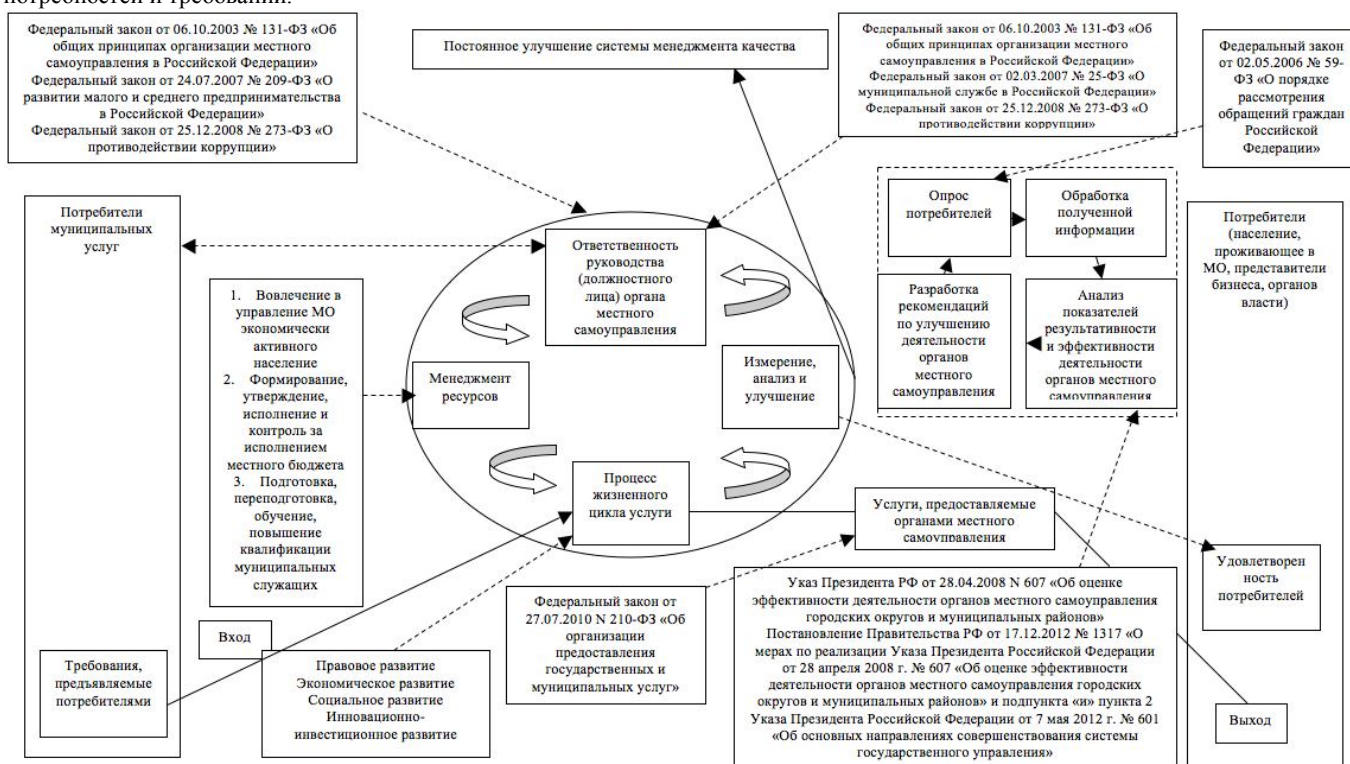 потребностей и требований.
Федеральный закон от 06.10.2003 № 131-ФЗ «Об
общих принципах организации местного
самоуправления в Российской Федерации»
Федеральный закон от 24.07.2007 № 209-ФЗ «О
развитии малого и среднего предпринимательства
в Российской Федерации»
Федеральный закон от 25.12.2008 № 273-ФЗ «О
противодействии коррупции»
Постоянное улучшение системы менеджмента качества
Федеральный закон от 06.10.2003 № 131-ФЗ «Об
общих принципах организации местного
самоуправления в Российской Федерации»
Федеральный закон от 02.03.2007 № 25-ФЗ «О
муниципальной службе в Российской Федерации»
Федеральный закон от 25.12.2008 № 273-ФЗ «О
противодействии коррупции»
Федеральный закон
от 02.05.2006 № 59-
ФЗ «О порядке
рассмотрения
обращений граждан
Российской
Федерации»
Потребители
муниципальных
услуг
Ответственность
руководства
(должностного
лица) органа
местного
самоуправления
Опрос
потребителей
Обработка
полученной
информации
Разработка
рекомендаций
по улучшению
деятельности
органов
местного
самоуправления
Анализ
показателей
результативности
и эффективности
деятельности
органов местного
самоуправления
Потребители
(население,
проживающее в
МО, представители
бизнеса, органов
власти)
1. Вовлечение в
управление МО
экономически
активного
население
2. Формирование,
утверждение,
исполнение и
контроль за
исполнением
местного бюджета
3. Подготовка,
переподготовка,
обучение,
повышение
квалификации
муниципальных
служащих
Менеджмент
ресурсов
Измерение,
анализ и
улучшение
Процесс
жизненного
цикла услуги
Услуги, предоставляемые
органами местного
самоуправления
Удовлетворен
ность
потребителей
Вход
Требования,
предъявляемые
потребителями
Правовое развитие
Экономическое развитие
Социальное развитие
Инновационно-
инвестиционное развитие
Федеральный закон от
27.07.2010 N 210-ФЗ «Об
организации
предоставления
государственных и
муниципальных услуг»
Указ Президента РФ от 28.04.2008 N 607 «Об оценке
эффективности деятельности органов местного самоуправления
городских округов и муниципальных районов»
Постановление Правительства РФ от 17.12.2012 № 1317 «О
мерах по реализации Указа Президента Российской Федерации
от 28 апреля 2008 г. № 607 «Об оценке эффективности
деятельности органов местного самоуправления городских
округов и муниципальных районов» и подпункта «и» пункта 2
Указа Президента Российской Федерации от 7 мая 2012 г. № 601
«Об основных направлениях совершенствования системы
государственного управления»
Выход